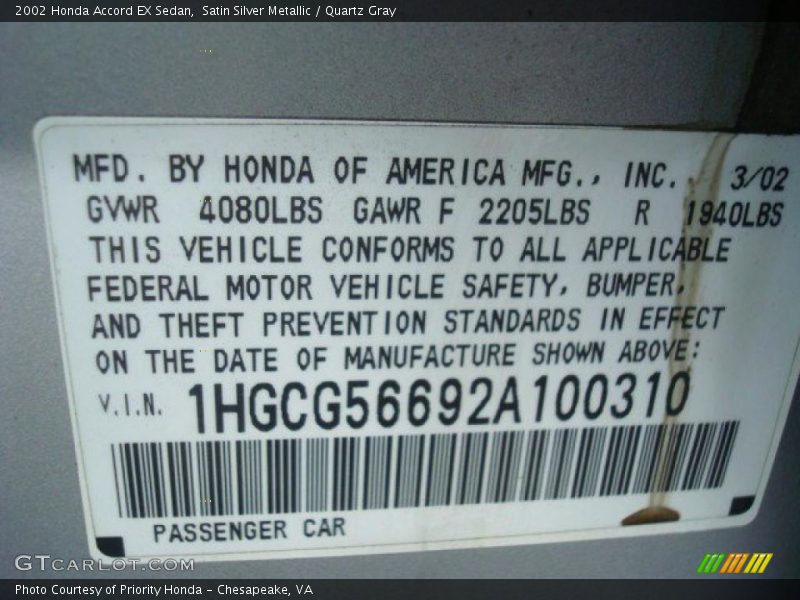 2002 Honda Accord EX Sedan, Satin Silver Metallic / Quartz Gray
MFD. BY HONDA OF AMERICA MFG., INC. 3/02
GVWR 4080LBS GAWR F 2205LBS R 1940LBS
THIS VEHICLE CONFORMS TO ALL APPLICABLE
FEDERAL MOTOR VEHICLE SAFETY, BUMPER,
AND THEFT PREVENTION STANDARDS IN EFFECT
ON THE DATE OF MANUFACTURE SHOWN ABOVE:
V.I.N. 1HGCG56692A100310
PASSENGER CAR
GTCARLOT.COM
Photo Courtesy of Priority Honda - Chesapeake, VA